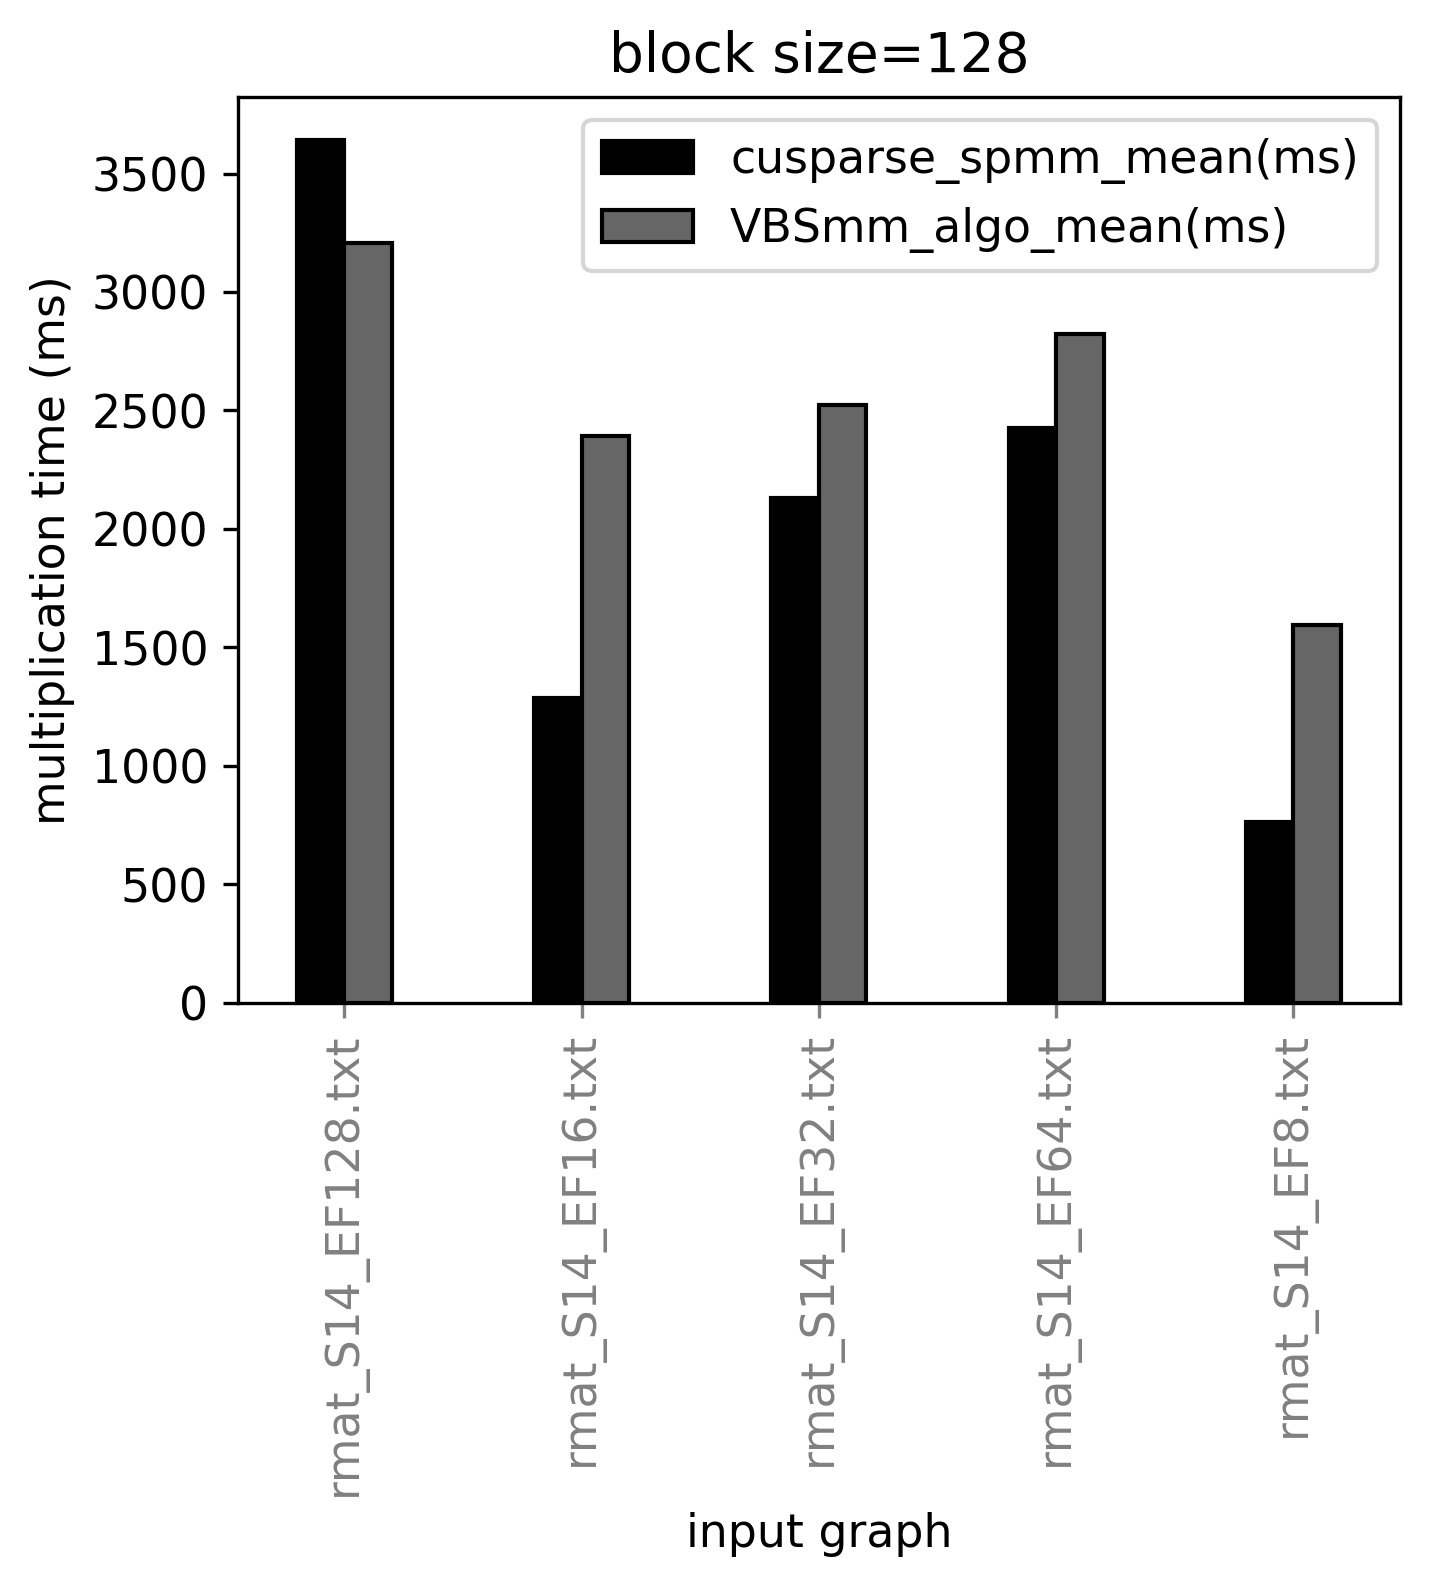 block size=128
cusparse_spmm_mean(ms)
VBSmm_algo_mean(ms)
multiplication time (ms)
3500
3000
2500
2000
1500
1000
500
0
rmat_S14_EF128.txt
rmat_S14_EF16.txt
rmat_S14_EF32.txt
rmat_S14_EF64.txt
rmat_S14_EF8.txt
input graph